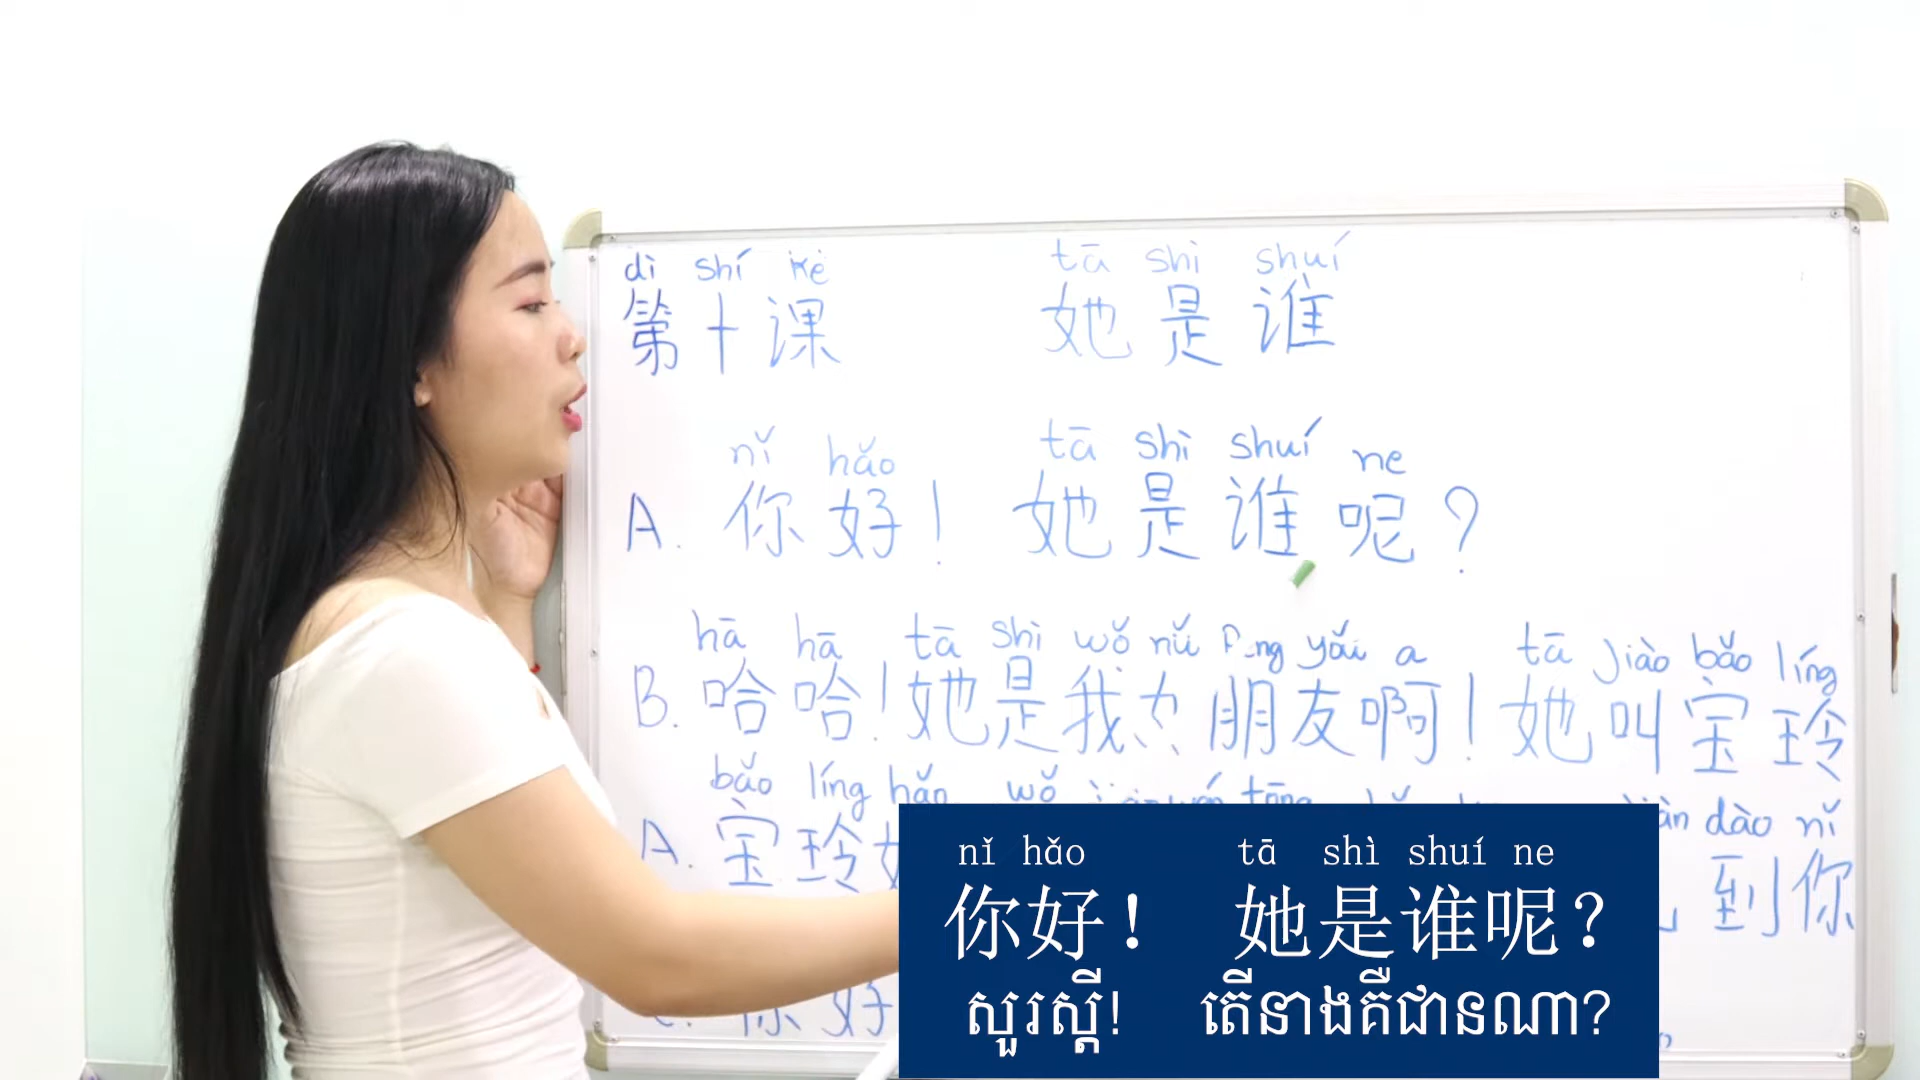 dì shí kè tā shì shuí
第十课 她是谁
nǐ hǎo tā shì shuí ne
A. 你好! 她是谁呢?
hā hā tā shì wǒ nǚ yǒu a tā jiào bǎo líng
B. 哈哈! 她是我女朋友啊! 她叫宝玲
bǎo líng hǎo wǒ dào nǐ
A. 宝玲 到你
你好
nǐ hǎo tā shì shuí ne
你好! 她是谁呢?
សួរស្តី! តើនាងគឺជានណា?